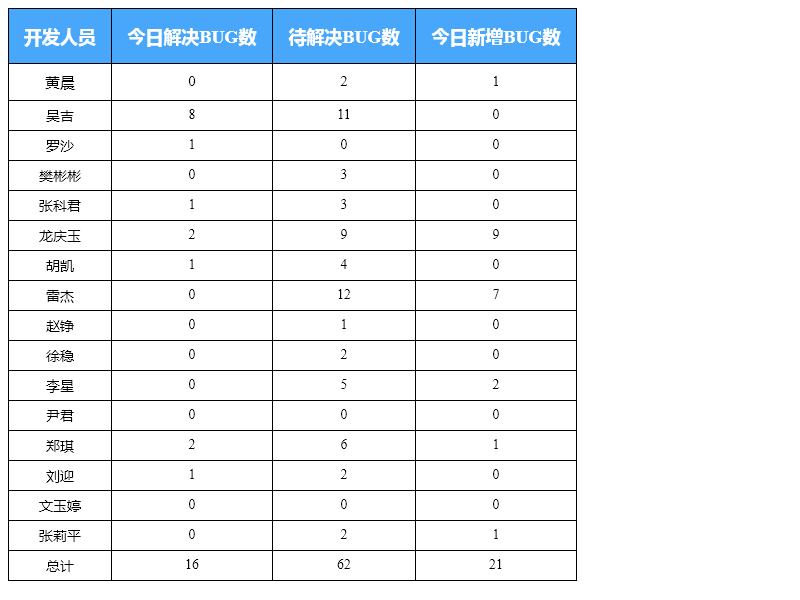 开发人员 今日解决BUG数 待解决BUG数 今日新增BUG数
黄晨 0 2 1
吴吉 8 11 0
罗沙 1 0 0
樊彬彬 0 3 0
张科君 1 3 0
龙庆玉 2 9 9
胡凯 1 4 0
雷杰 0 12 7
赵铮 0 1 0
徐稳 0 2 0
李星 0 5 2
尹君 0 0 0
郑琪 2 6 1
刘迎 1 2 0
文玉婷 0 0 0
张莉平 0 2 1
总计 16 62 21